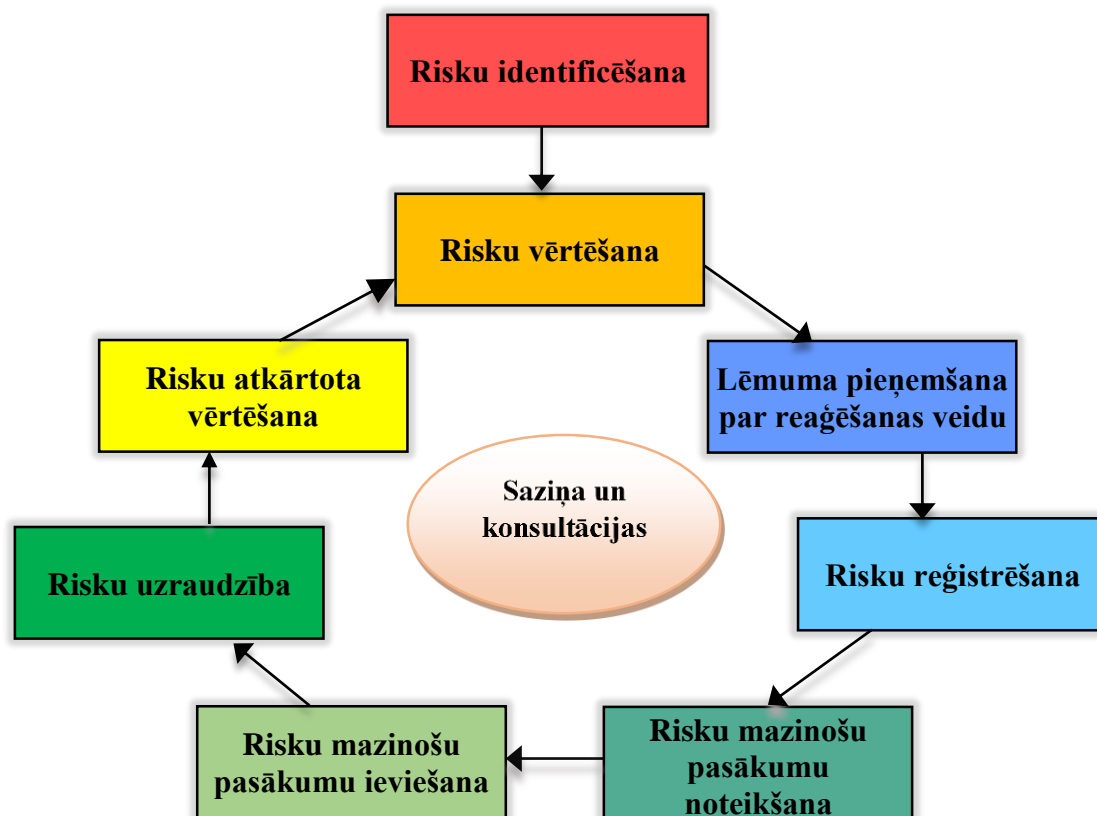 Risku identificēšana
Risku vērtēšana
Lēmuma pieņemšana
par reaģēšanas veidu
Risku reģistrēšana
Risku mazinošu
pasākumu
noteikšana
Risku mazinošu
pasākumu ieviešana
Risku uzraudzība
Risku atkārtota
vērtēšana
Saziņa un
konsultācijas